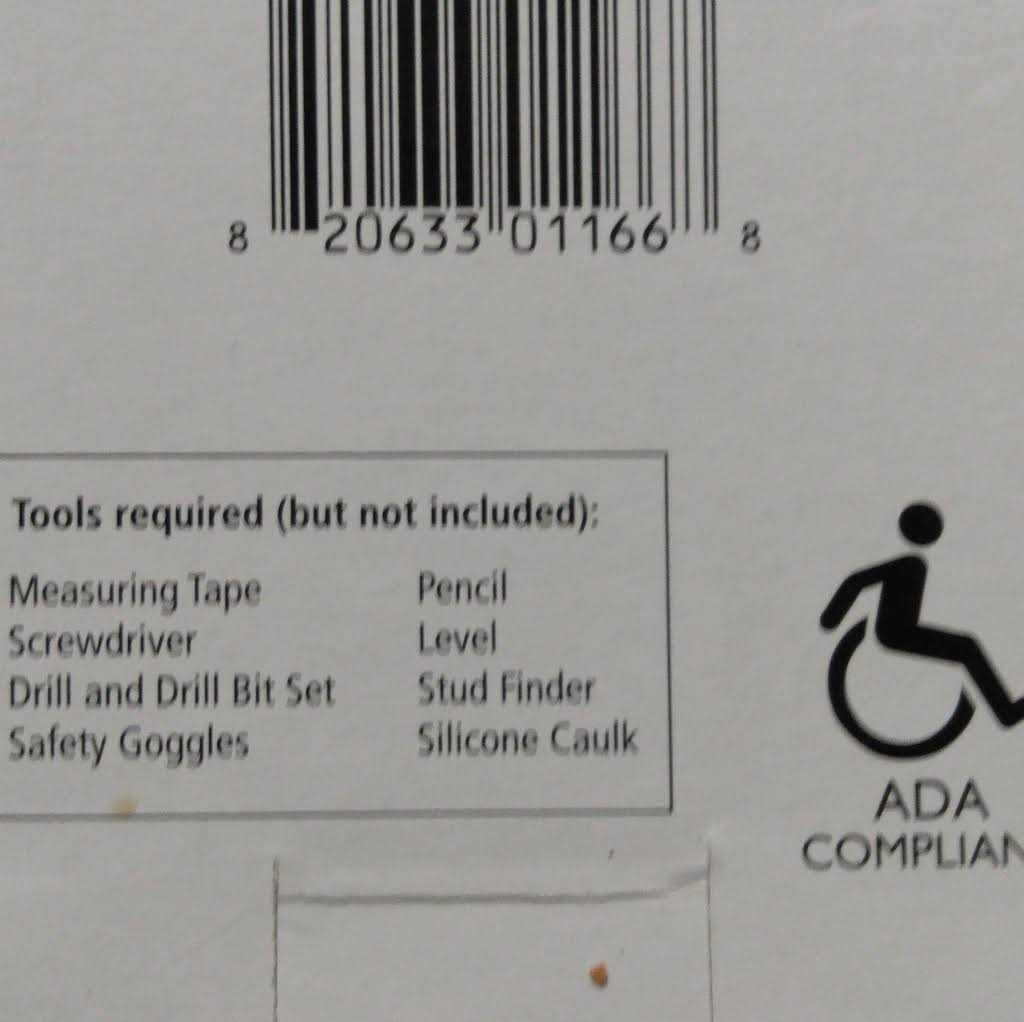 8 20633 01166 8
Tools required (but not included):
Measuring Tape Pencil
Screwdriver Level
Drill and Drill Bit Set Stud Finder
Safety Goggles Silicone Caulk
ADA
COMPLIAN